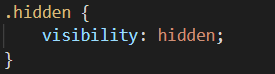 .hidden {
    visibility: hidden;
}